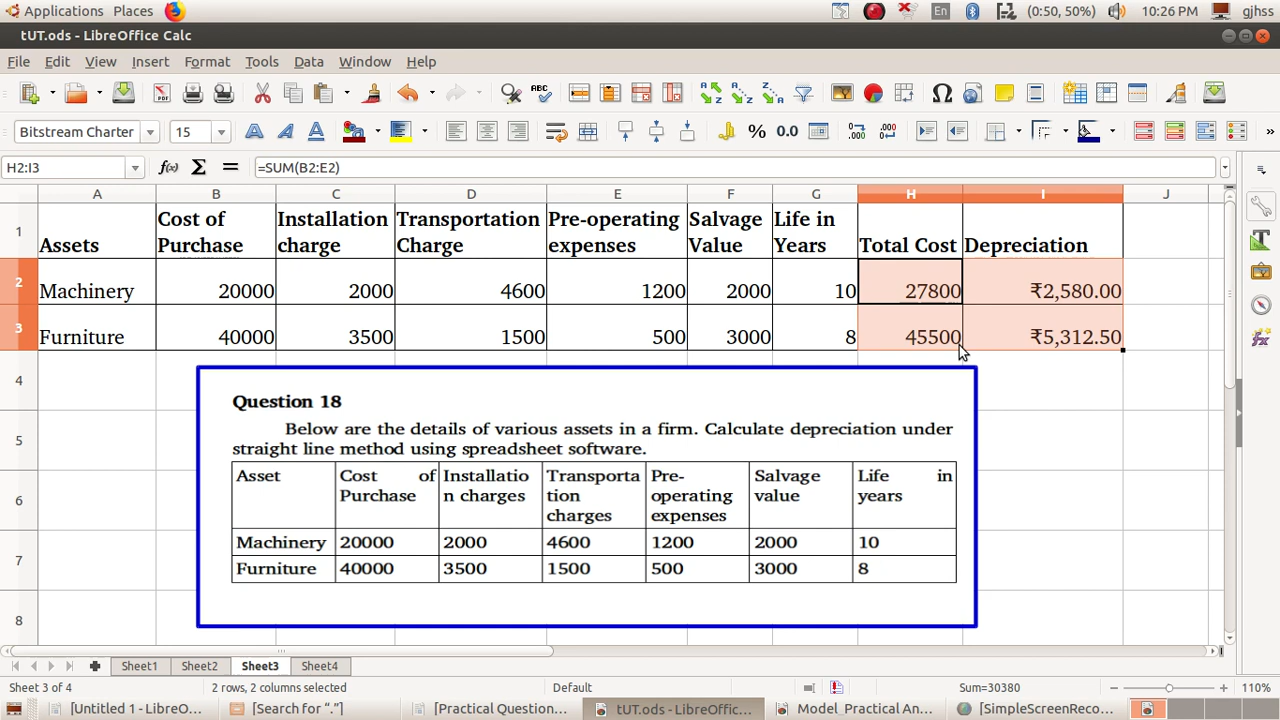 Applications Places En (0:50, 50%) 10:26 PM gjhss
tUT.ods - LibreOffice Calc
File Edit View Insert Format Tools Data Window Help
Bitstream Charter 15
H2:I3 =SUM(B2:E2)
A B C D E F G H I J
1 Assets Cost of Purchase Installation charge Transportation Charge Pre-operating expenses Salvage Value Life in Years Total Cost Depreciation
2 Machinery 20000 2000 4600 1200 2000 10 27800 ₹2,580.00
3 Furniture 40000 3500 1500 500 3000 8 45500 ₹5,312.50
4
5
6
7
8
Question 18
Below are the details of various assets in a firm. Calculate depreciation under
straight line method using spreadsheet software.
Asset Cost of Purchase Installatio n charges Transporta tion charges Pre- operating expenses Salvage value Life in years
Machinery 20000 2000 4600 1200 2000 10
Furniture 40000 3500 1500 500 3000 8
Sheet1 Sheet2 Sheet3 Sheet4
Sheet 3 of 4 2 rows, 2 columns selected Default Sum=30380 110%
[Untitled 1 - LibreO... [Search for “.”] [Practical Question... tUT.ods - LibreOffic... Model_Practical An... [SimpleScreenReco...